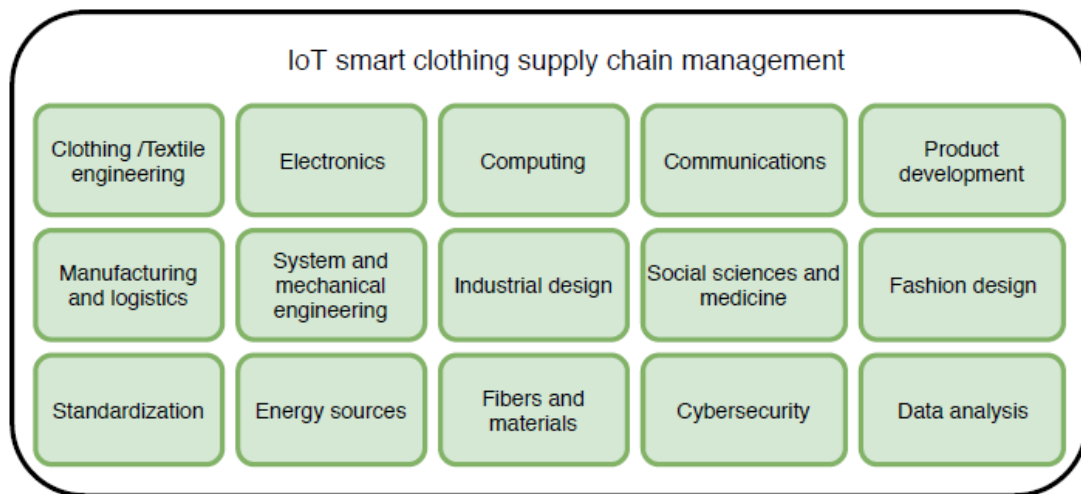 IoT smart clothing supply chain management
Clothing /Textile
engineering
Electronics
Computing
Communications
Product
development
Manufacturing
and logistics
System and
mechanical
engineering
Industrial design
Social sciences and
medicine
Fashion design
Standardization
Energy sources
Fibers and
materials
Cybersecurity
Data analysis